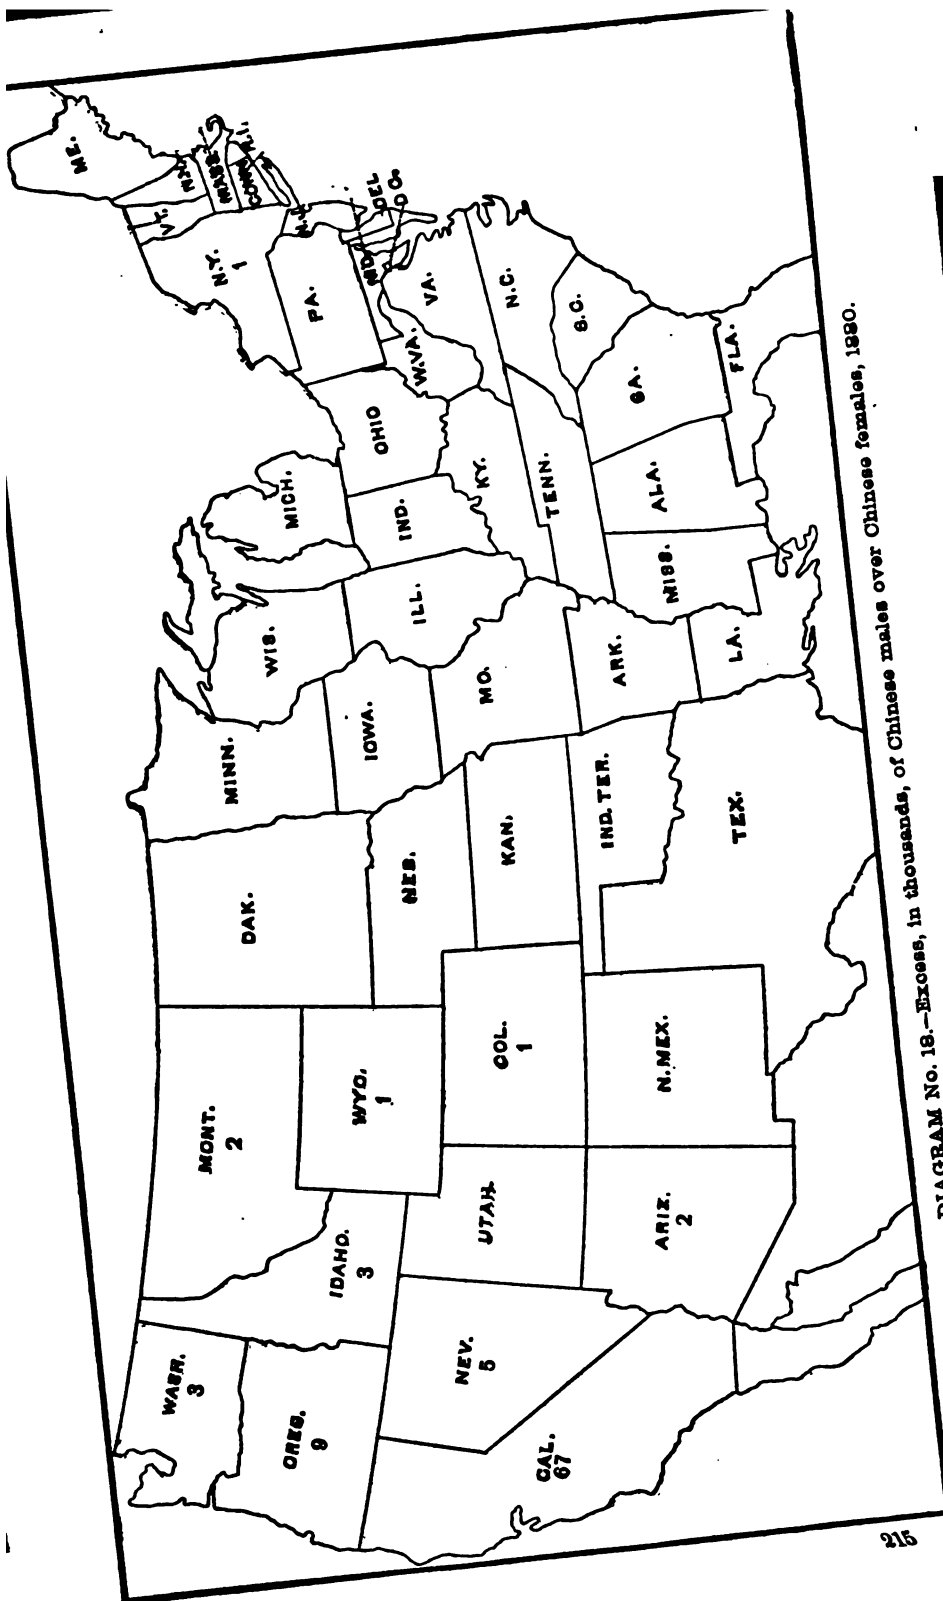 WASH.
3
OREG.
9
CAL.
67
NEV.
5
IDAHO.
3
MONT.
2
WYO.
1
UTAH.
ARIZ.
2
COL.
1
N.MEX.
DAK.
NEB.
KAN.
IND.TER.
TEX.
MINN.
IOWA.
MO.
ARK.
LA.
WIS.
ILL.
MICH.
IND.
OHIO
KY.
TENN.
MISS.
ALA.
GA.
FLA.
S.C.
N.C.
VA.
W.VA.
MD.
DEL
D C.
PA.
N.J.
N.Y.
1
VT.
N.H.
ME.
MASS.
CONN.
R.I.
DIAGRAM No. 18.—Excess, in thousands, of Chinese males over Chinese females, 1880.
215